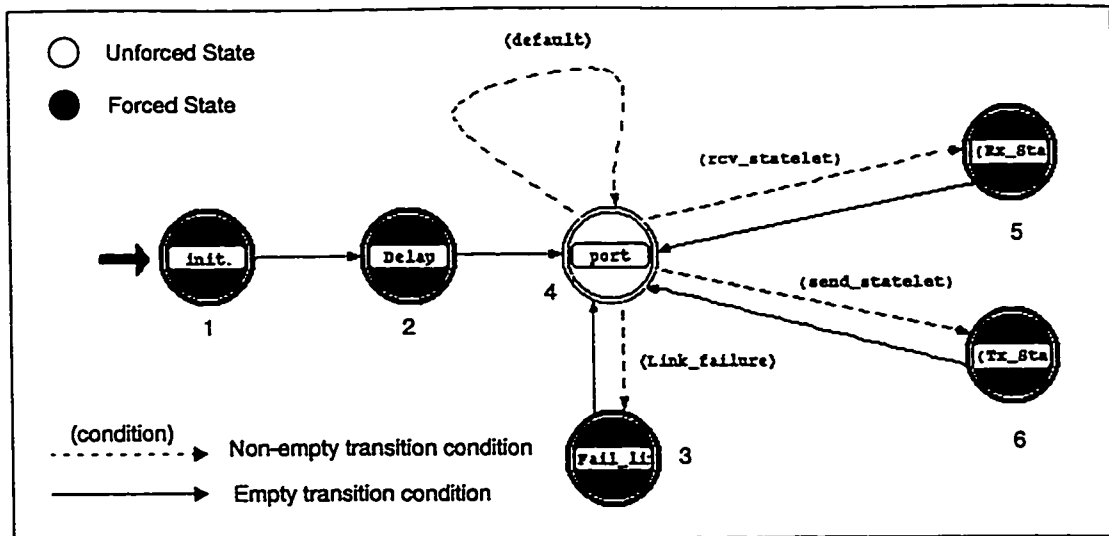 Unforced State
Forced State
(default)
(rcv_statelet)
(Rx_Sta
5
init.
1
Delay
2
port
4
(send_statelet)
(Tx_Sta
6
(Link_failure)
Fail_li
3
(condition)
Non-empty transition condition
Empty transition condition